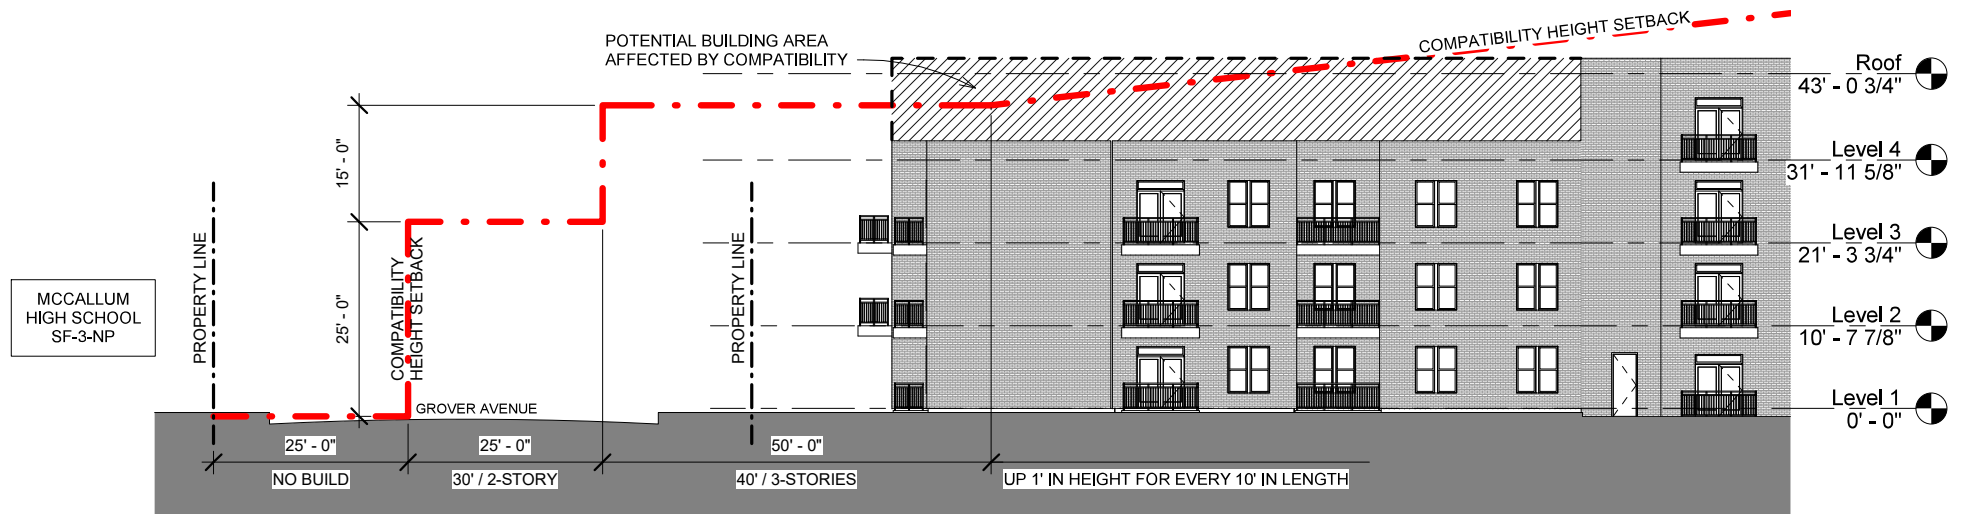 POTENTIAL BUILDING AREA
AFFECTED BY COMPATIBILITY
COMPATIBILITY HEIGHT SETBACK
Roof
43' - 0 3/4"
Level 4
31' - 11 5/8"
Level 3
21' - 3 3/4"
Level 2
10' - 7 7/8"
Level 1
0' - 0"
15' - 0"
25' - 0"
MCCALLUM
HIGH SCHOOL
SF-3-NP
PROPERTY LINE
COMPATIBILITY
HEIGHT SETBACK
PROPERTY LINE
GROVER AVENUE
25' - 0"
25' - 0"
50' - 0"
NO BUILD
30' / 2-STORY
40' / 3-STORIES
UP 1' IN HEIGHT FOR EVERY 10' IN LENGTH